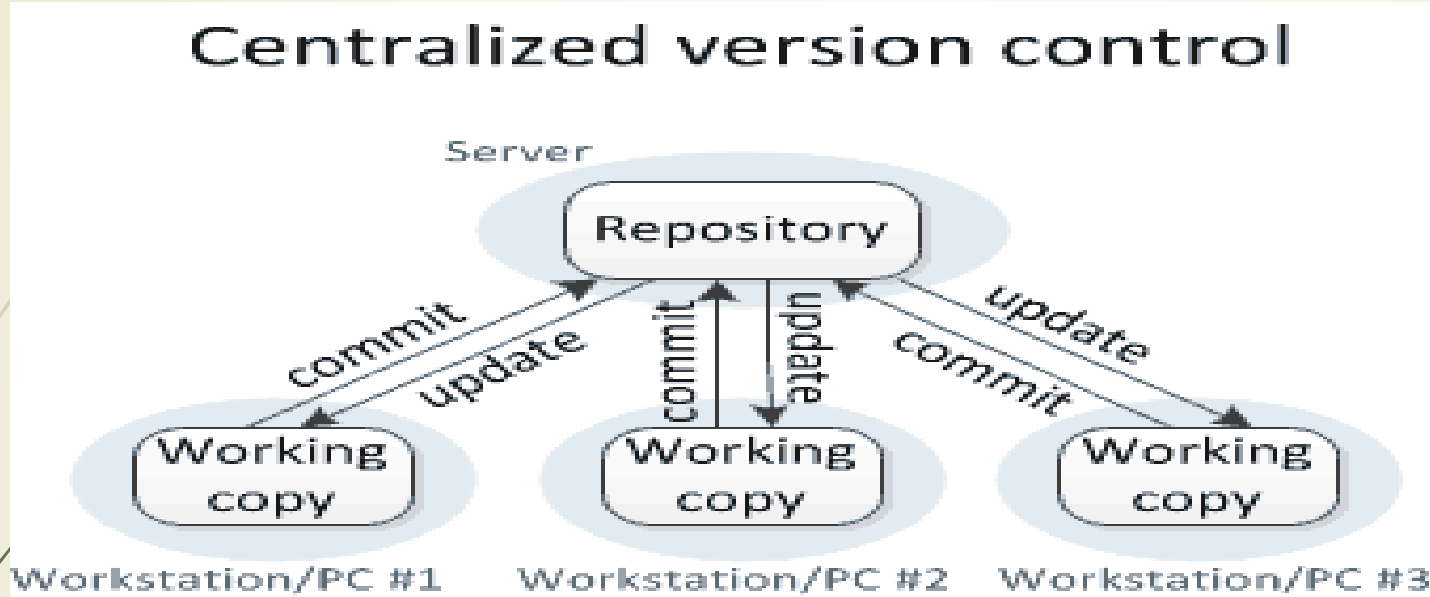 Centralized version control
Server
Repository
commit
update
commit
update
update
commit
Working
copy
Working
copy
Working
copy
Workstation/PC #1
Workstation/PC #2
Workstation/PC #3